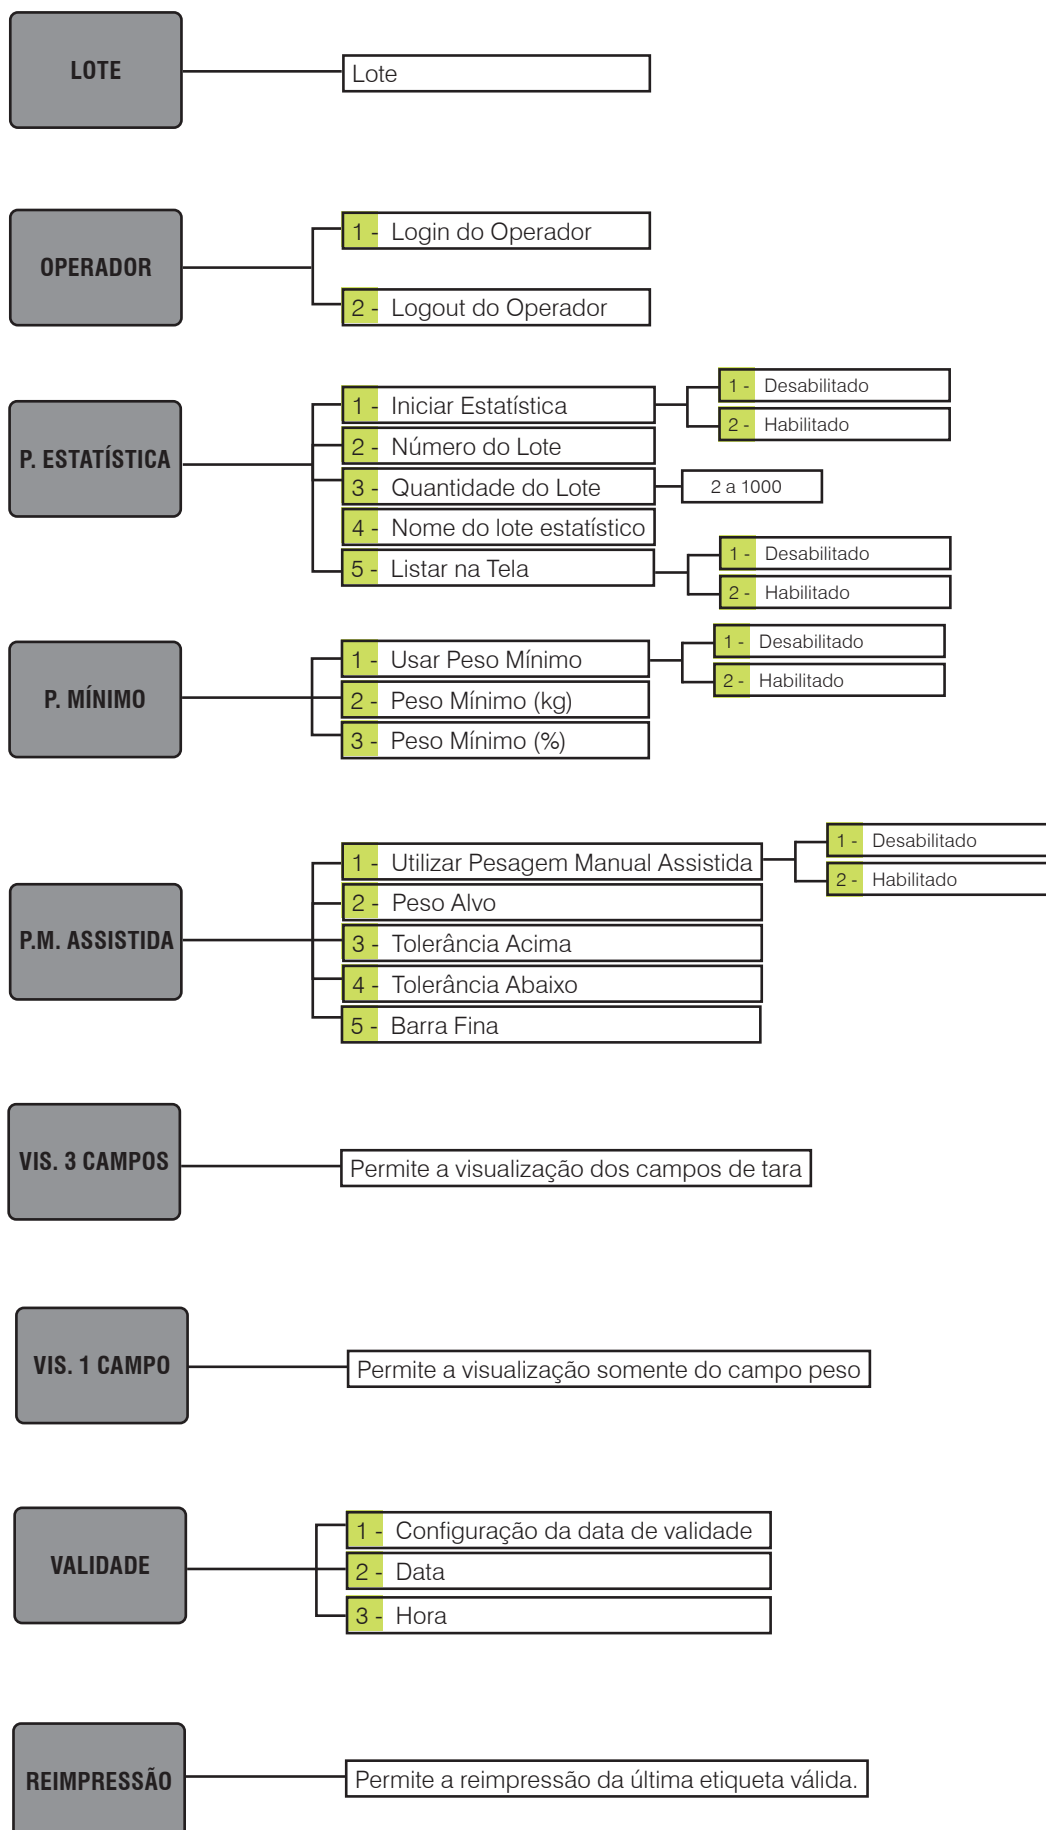 LOTE
Lote
OPERADOR
1 - Login do Operador
2 - Logout do Operador
P. ESTATÍSTICA
1 - Iniciar Estatística
1 - Desabilitado
2 - Habilitado
2 - Número do Lote
3 - Quantidade do Lote
2 a 1000
4 - Nome do lote estatístico
5 - Listar na Tela
1 - Desabilitado
2 - Habilitado
P. MÍNIMO
1 - Usar Peso Mínimo
1 - Desabilitado
2 - Habilitado
2 - Peso Mínimo (kg)
3 - Peso Mínimo (%)
P.M. ASSISTIDA
1 - Utilizar Pesagem Manual Assistida
1 - Desabilitado
2 - Habilitado
2 - Peso Alvo
3 - Tolerância Acima
4 - Tolerância Abaixo
5 - Barra Fina
VIS. 3 CAMPOS
Permite a visualização dos campos de tara
VIS. 1 CAMPO
Permite a visualização somente do campo peso
VALIDADE
1 - Configuração da data de validade
2 - Data
3 - Hora
REIMPRESSÃO
Permite a reimpressão da última etiqueta válida.